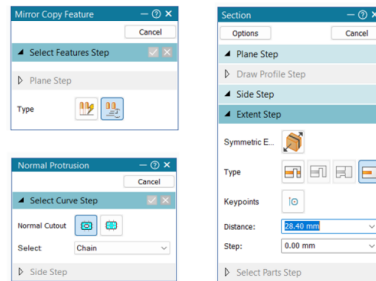 Mirror Copy Feature
Cancel
Select Features Step
Plane Step
Type
Normal Protrusion
Cancel
Select Curve Step
Normal Cutout
Select:
Chain
Side Step
Section
Options
Cancel
Plane Step
Draw Profile Step
Side Step
Extent Step
Symmetric E...
Type
Keypoints
Distance:
28.40 mm
Step:
0.00 mm
Select Parts Step